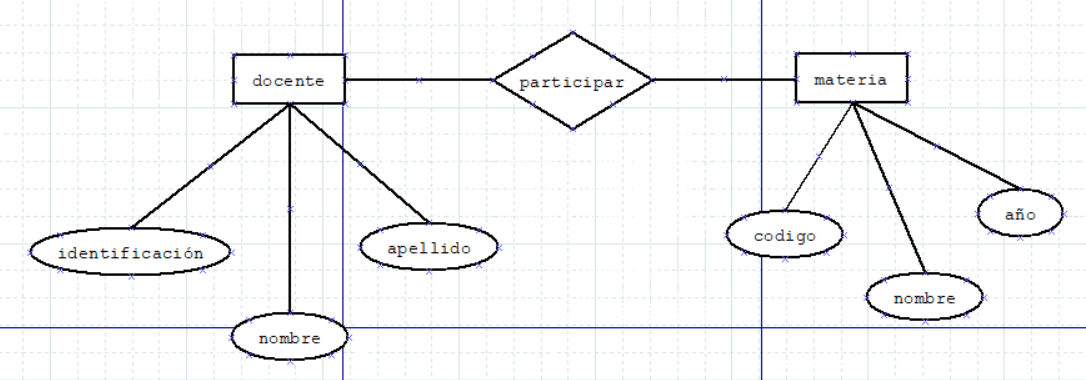 docente
participar
materia
identificación
nombre
apellido
codigo
nombre
año